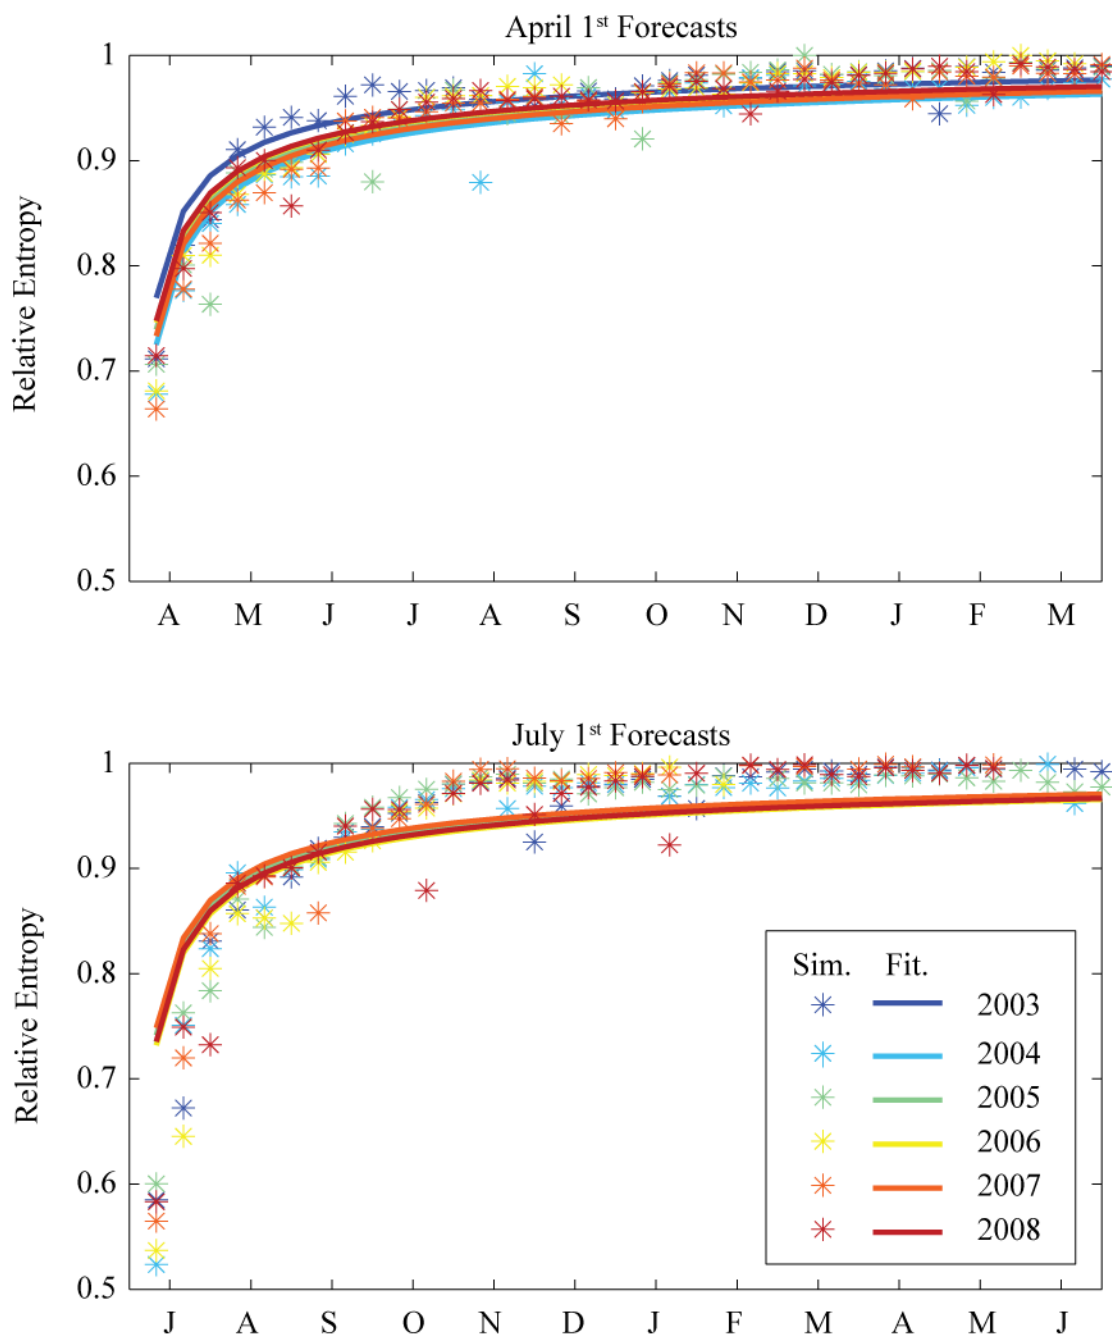 April 1st Forecasts
Relative Entropy
1
0.9
0.8
0.7
0.6
0.5
A M J J A S O N D J F M
July 1st Forecasts
Relative Entropy
1
0.9
0.8
0.7
0.6
0.5
J A S O N D J F M A M J
Sim. Fit.
2003
2004
2005
2006
2007
2008